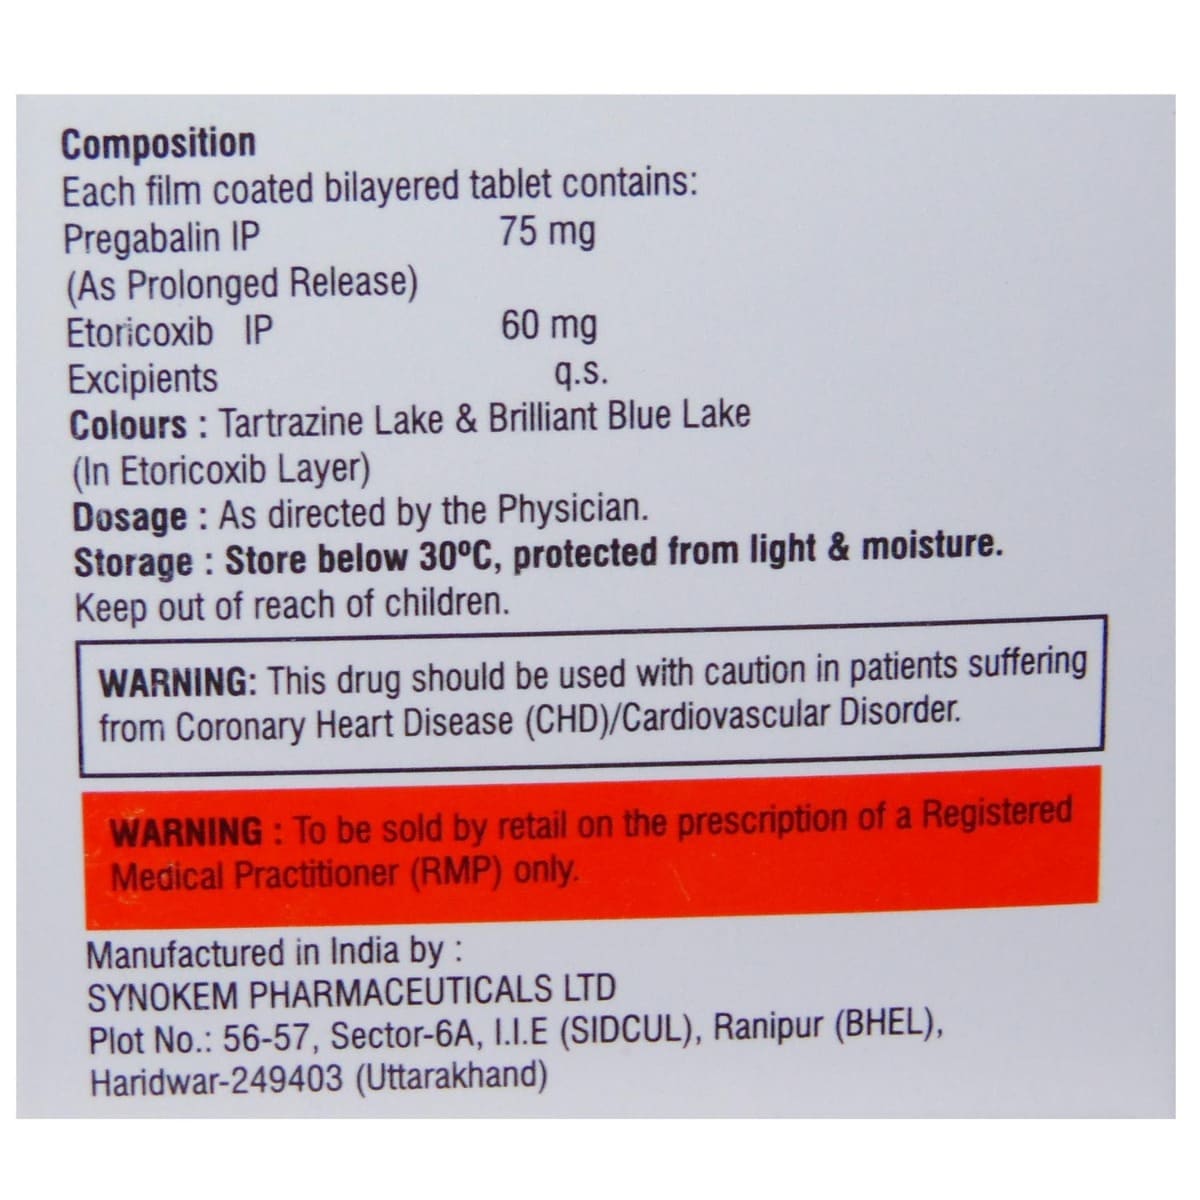 Composition
Each film coated bilayered tablet contains:
Pregabalin IP 75 mg
(As Prolonged Release)
Etoricoxib IP 60 mg
Excipients q.s.
Colours : Tartrazine Lake & Brilliant Blue Lake
(In Etoricoxib Layer)
Dosage : As directed by the Physician.
Storage : Store below 30ºC, protected from light & moisture.
Keep out of reach of children.
WARNING: This drug should be used with caution in patients suffering
from Coronary Heart Disease (CHD)/Cardiovascular Disorder.
WARNING : To be sold by retail on the prescription of a Registered
Medical Practitioner (RMP) only.
Manufactured in India by :
SYNOKEM PHARMACEUTICALS LTD
Plot No.: 56-57, Sector-6A, I.I.E (SIDCUL), Ranipur (BHEL),
Haridwar-249403 (Uttarakhand)